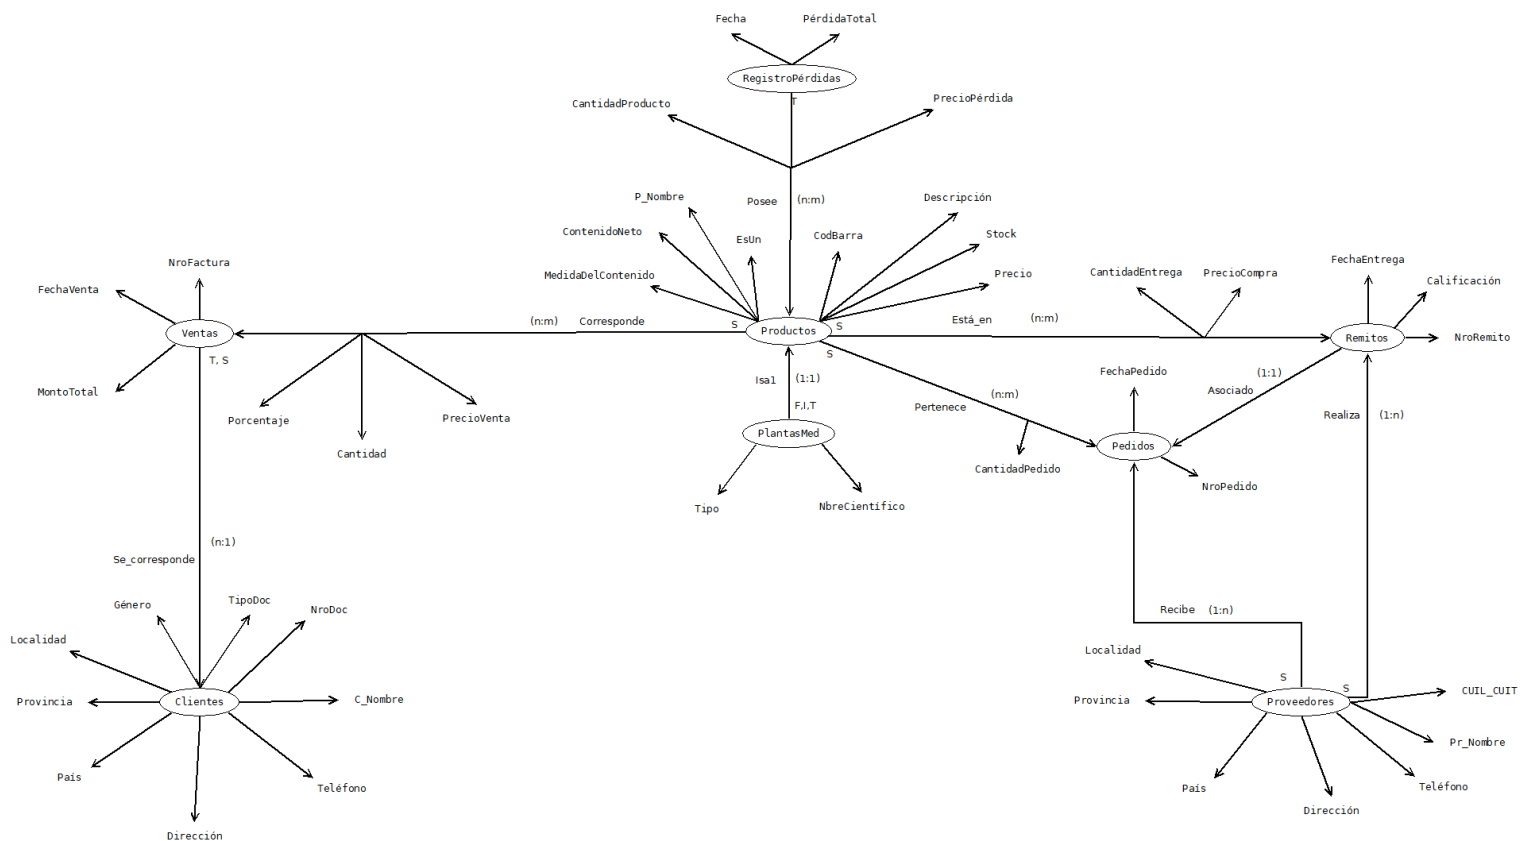 Fecha
PérdidaTotal
RegistroPérdidas
T
CantidadProducto
PrecioPérdida
P_Nombre
Posee
(n:m)
Descripción
ContenidoNeto
EsUn
CodBarra
Stock
MedidaDelContenido
Precio
NroFactura
FechaVenta
Ventas
T, S
MontoTotal
(n:m)
Corresponde
S
Productos
S
S
Porcentaje
PrecioVenta
Cantidad
Está_en
(n:m)
CantidadEntrega
PrecioCompra
FechaEntrega
Calificación
Remitos
NroRemito
Isa1
(1:1)
F,I,T
PlantasMed
Tipo
NbreCientífico
Pertenece
(n:m)
FechaPedido
Asociado
(1:1)
Realiza
(1:n)
CantidadPedido
Pedidos
NroPedido
Se_corresponde
(n:1)
Género
TipoDoc
NroDoc
Localidad
Provincia
Clientes
C_Nombre
País
Teléfono
Dirección
Recibe
(1:n)
Localidad
S
S
Provincia
Proveedores
CUIL_CUIT
Pr_Nombre
País
Teléfono
Dirección